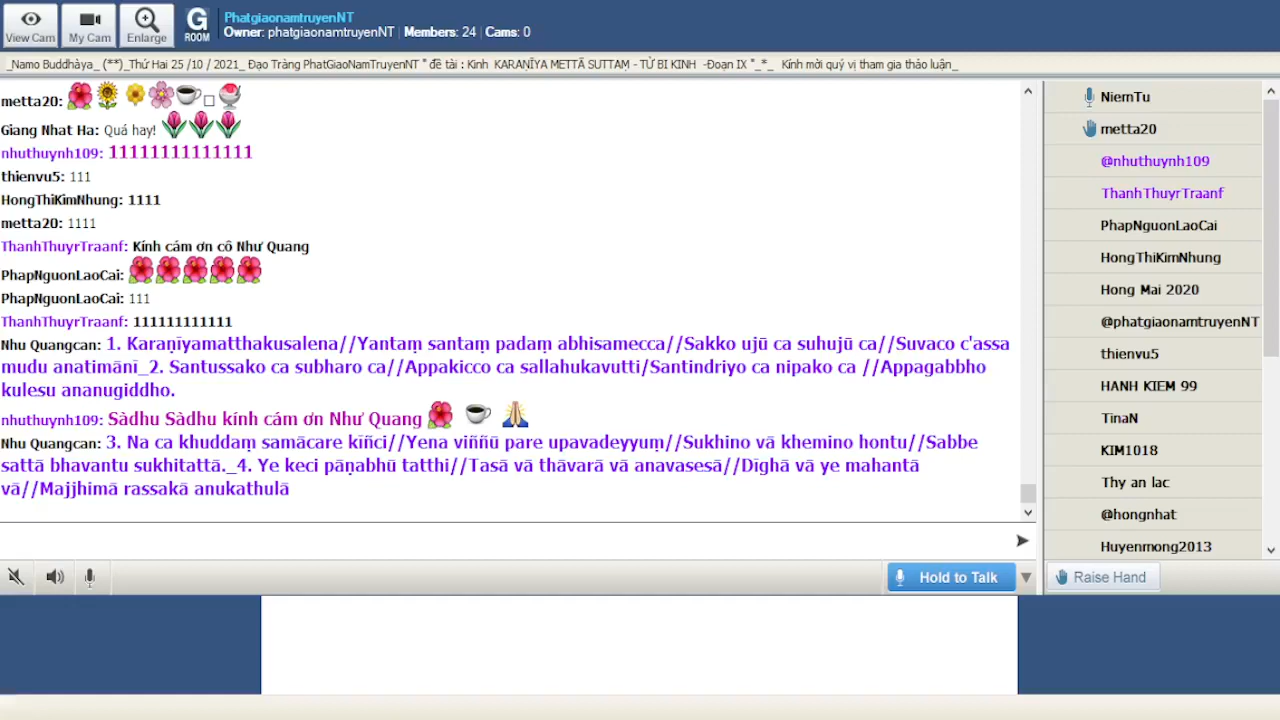 View Cam
My Cam
Enlarge
G
ROOM
PhatgiaonamtruyenNT
Owner: phatgiaonamtruyenNT | Members: 24 | Cams: 0
_Namo Buddhàya_ (**)_Thứ Hai 25 /10 / 2021_ Đạo Tràng PhatGiaoNamTruyenNT " đề tài : Kinh KARAṆĪYA METTĀ SUTTAṂ - TỪ BI KINH -Đoạn IX "_*_ Kính mời quý vị tham gia thảo luận_
metta20:
Giang Nhat Ha: Quá hay!
nhuthuynh109: 11111111111111
thienvu5: 111
HongThiKimNhung: 1111
metta20: 1111
ThanhThuyrTraanf: Kính cám ơn cô Như Quang
PhapNguonLaoCai:
PhapNguonLaoCai: 111
ThanhThuyrTraanf: 111111111111
Nhu Quangcan: 1. Karaṇīyamatthakusalena//Yantaṃ santaṃ padaṃ abhisamecca//Sakko ujū ca suhujū ca//Suvaco c'assa
mudu anatimānī_2. Santussako ca subharo ca//Appakicco ca sallahukavutti/Santindriyo ca nipako ca //Appagabbho
kulesu ananugiddho.
nhuthuynh109: Sàdhu Sàdhu kính cám ơn Như Quang
Nhu Quangcan: 3. Na ca khuddaṃ samācare kīñci//Yena viññū pare upavadeyyuṃ//Sukhino vā khemino hontu//Sabbe
sattā bhavantu sukhitattā._4. Ye keci pāṇabhū tatthi//Tasā vā thāvarā vā anavasesā//Dīghā vā ye mahantā
vā//Majjhimā rassakā anukathulā
Hold to Talk
NiemTu
metta20
@nhuthuynh109
ThanhThuyrTraanf
PhapNguonLaoCai
HongThiKimNhung
Hong Mai 2020
@phatgiaonamtruyenNT
thienvu5
HANH KIEM 99
TinaN
KIM1018
Thy an lac
@hongnhat
Huyenmong2013
Raise Hand